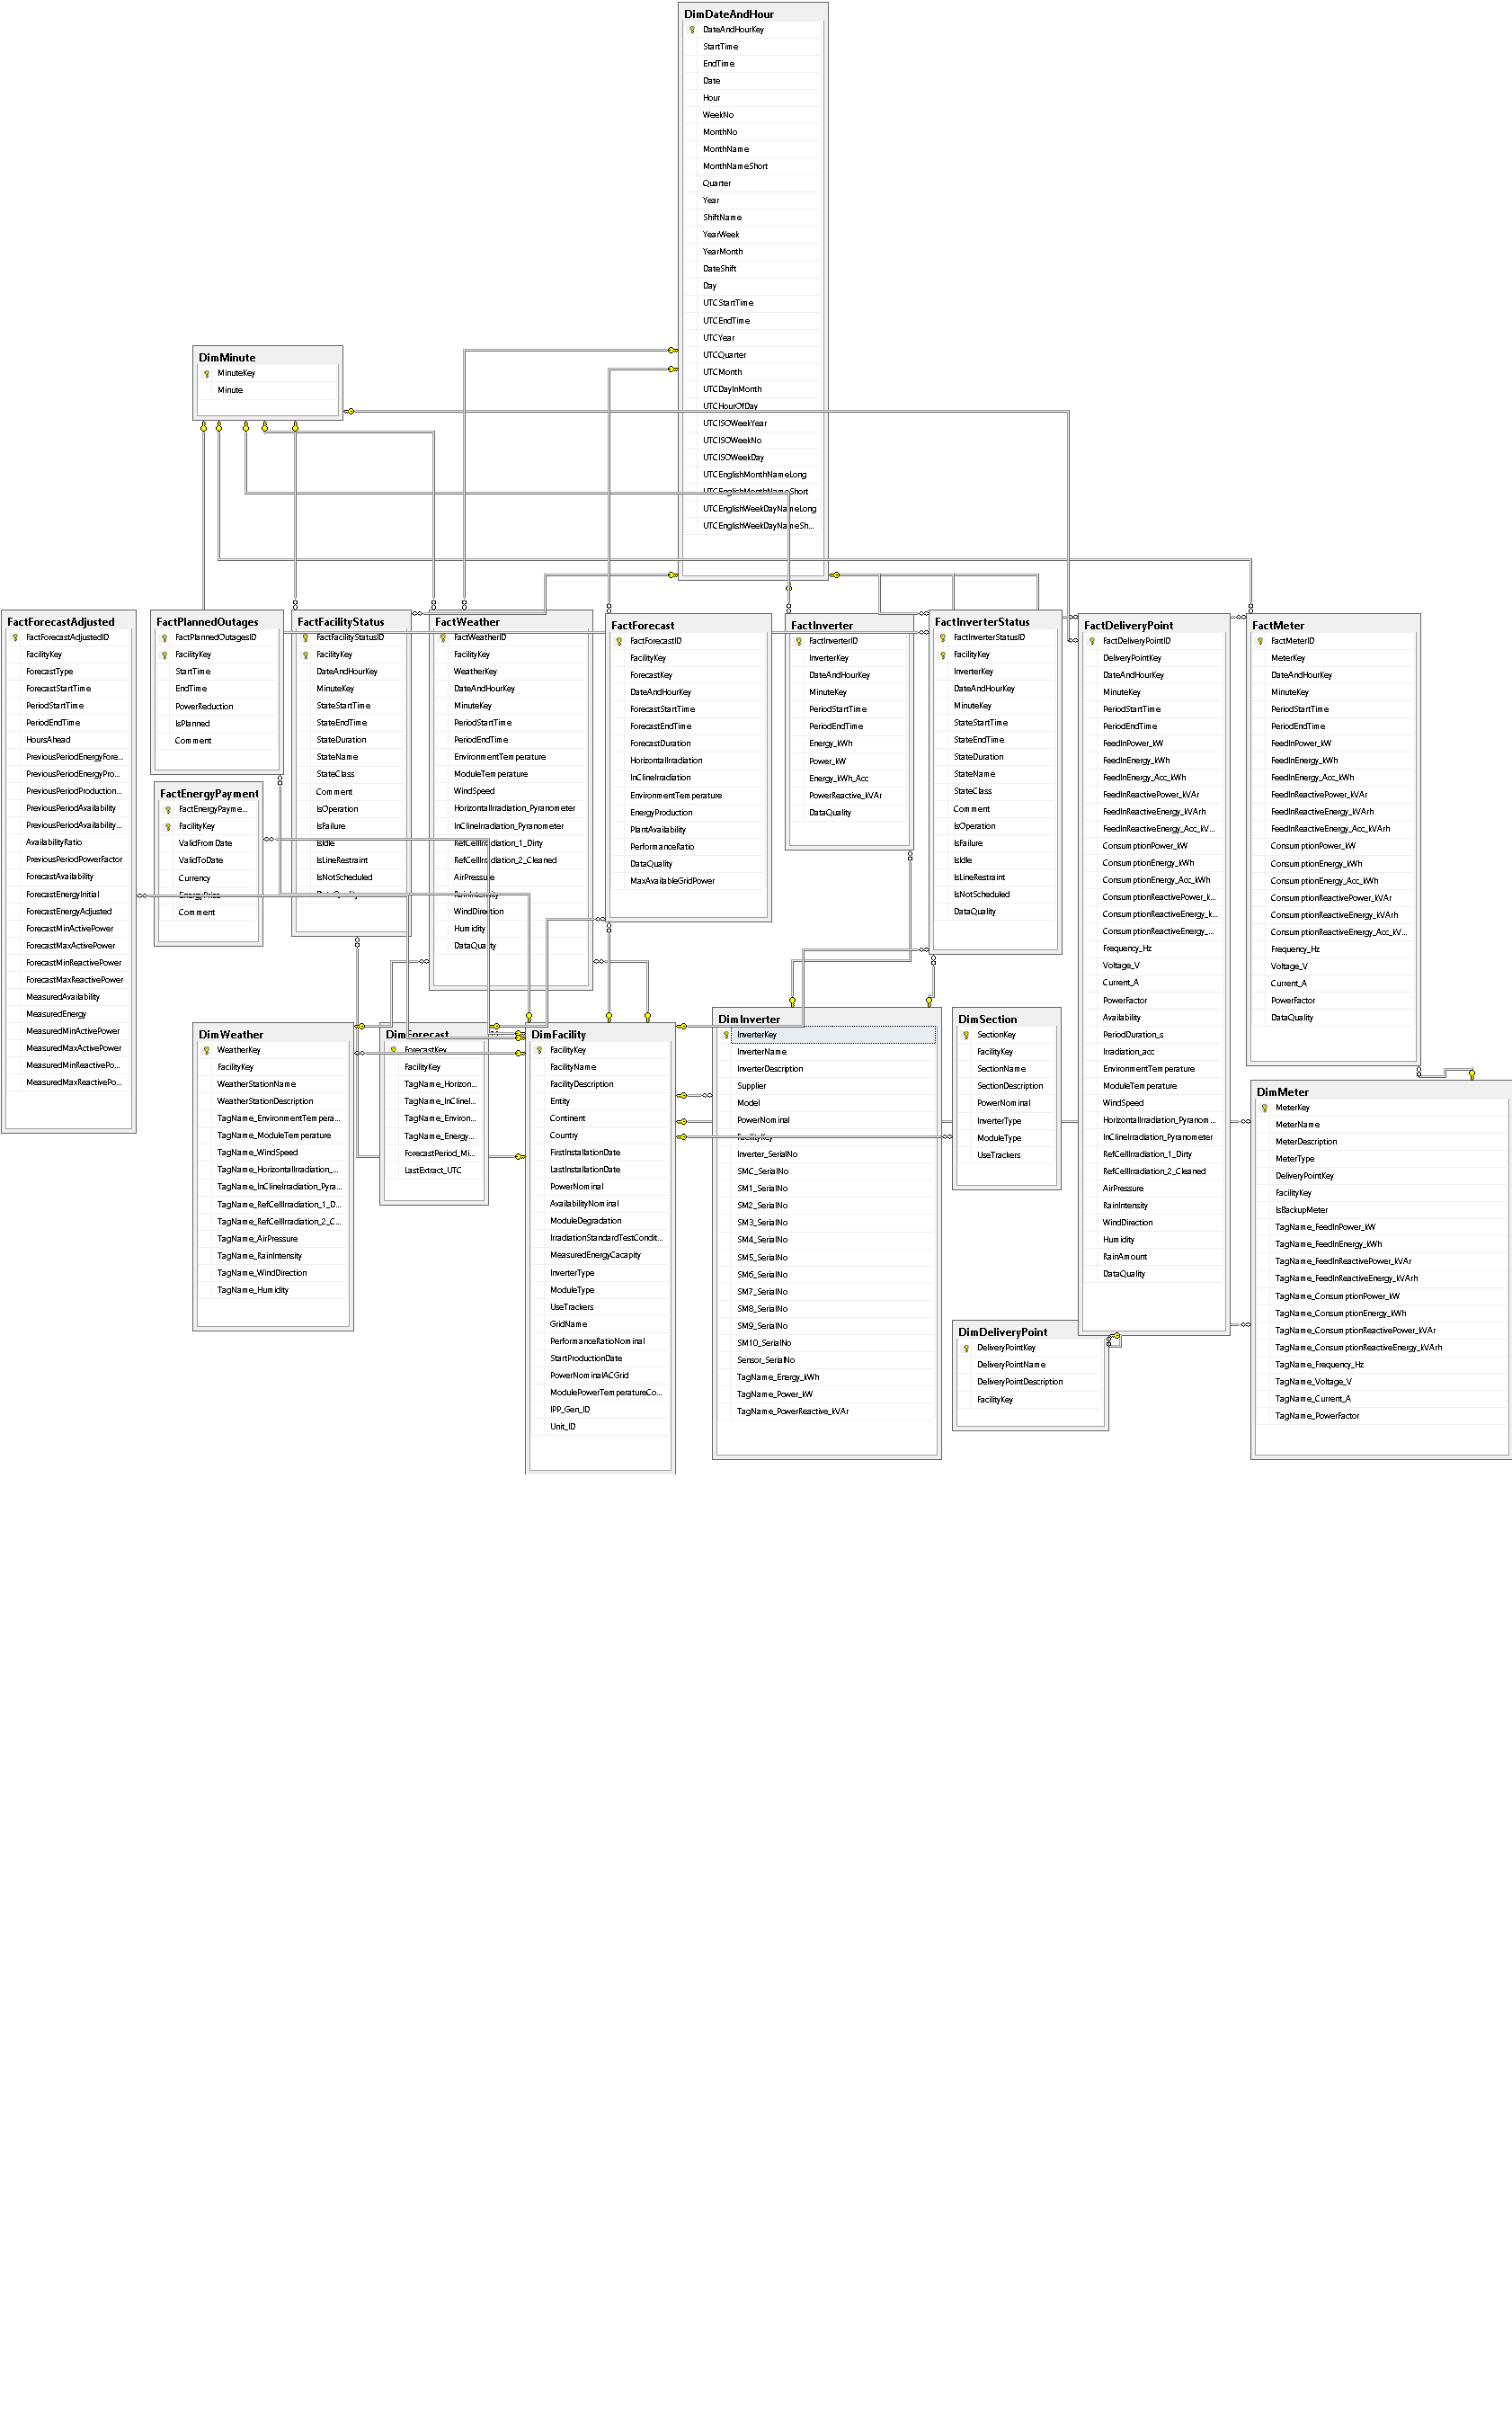 DimDateAndHour
DateAndHourKey
StartTime
EndTime
Date
Hour
WeekNo
MonthNo
MonthName
MonthNameShort
Quarter
Year
ShiftName
YearWeek
YearMonth
DateShift
Day
UTCStartTime
UTCEndTime
UTCYear
UTCQuarter
UTCMonth
UTCDayInMonth
UTCHourOfDay
UTCISOWeekYear
UTCISOWeekNo
UTCISOWeekDay
UTCEnglishMonthNameLong
UTCEnglishMonthNameShort
UTCEnglishWeekDayNameLong
UTCEnglishWeekDayNameSh...
DimMinute
MinuteKey
Minute
FactForecastAdjusted
FactForecastAdjustedID
FacilityKey
ForecastType
ForecastStartTime
PeriodStartTime
PeriodEndTime
HoursAhead
PreviousPeriodEnergyFore...
PreviousPeriodEnergyPro...
PreviousPeriodProduction...
PreviousPeriodAvailability
PreviousPeriodAvailability...
AvailabilityRatio
PreviousPeriodPowerFactor
ForecastAvailability
ForecastEnergyInitial
ForecastEnergyAdjusted
ForecastMinActivePower
ForecastMaxActivePower
ForecastMinReactivePower
ForecastMaxReactivePower
MeasuredAvailability
MeasuredEnergy
MeasuredMinActivePower
MeasuredMaxActivePower
MeasuredMinReactivePo...
MeasuredMaxReactivePo...
FactPlannedOutages
FactPlannedOutagesID
FacilityKey
StartTime
EndTime
PowerReduction
IsPlanned
Comment
FactEnergyPayment
FactEnergyPayme...
FacilityKey
ValidFromDate
ValidToDate
Currency
EnergyPrice
Comment
FactFacilityStatus
FactFacilityStatusID
FacilityKey
DateAndHourKey
MinuteKey
StateStartTime
StateEndTime
StateDuration
StateName
StateClass
Comment
IsOperation
IsFailure
IsIdle
IsLineRestraint
IsNotScheduled
DataQuality
FactWeather
FactWeatherID
FacilityKey
WeatherKey
DateAndHourKey
MinuteKey
PeriodStartTime
PeriodEndTime
EnvironmentTemperature
ModuleTemperature
WindSpeed
HorizontalIrradiation_Pyranometer
InClineIrradiation_Pyranometer
RefCellIrradiation_1_Dirty
RefCellIrradiation_2_Cleaned
AirPressure
RainIntensity
WindDirection
Humidity
DataQuality
FactForecast
FactForecastID
FacilityKey
ForecastKey
DateAndHourKey
ForecastStartTime
ForecastEndTime
ForecastDuration
HorizontalIrradiation
InClineIrradiation
EnvironmentTemperature
EnergyProduction
PlantAvailability
PerformanceRatio
DataQuality
MaxAvailableGridPower
FactInverter
FactInverterID
InverterKey
DateAndHourKey
MinuteKey
PeriodStartTime
PeriodEndTime
Energy_kWh
Power_kW
Energy_kWh_Acc
PowerReactive_kVAr
DataQuality
FactInverterStatus
FactInverterStatusID
FacilityKey
InverterKey
DateAndHourKey
MinuteKey
StateStartTime
StateEndTime
StateDuration
StateName
StateClass
Comment
IsOperation
IsFailure
IsIdle
IsLineRestraint
IsNotScheduled
DataQuality
FactDeliveryPoint
FactDeliveryPointID
DeliveryPointKey
DateAndHourKey
MinuteKey
PeriodStartTime
PeriodEndTime
FeedInPower_kW
FeedInEnergy_kWh
FeedInEnergy_Acc_kWh
FeedInReactivePower_kVAr
FeedInReactiveEnergy_kVArh
FeedInReactiveEnergy_Acc_kV...
ConsumptionPower_kW
ConsumptionEnergy_kWh
ConsumptionEnergy_Acc_kWh
ConsumptionReactivePower_k...
ConsumptionReactiveEnergy_k...
ConsumptionReactiveEnergy_...
Frequency_Hz
Voltage_V
Current_A
PowerFactor
Availability
PeriodDuration_s
Irradiation_acc
EnvironmentTemperature
ModuleTemperature
WindSpeed
HorizontalIrradiation_Pyranom...
InClineIrradiation_Pyranometer
RefCellIrradiation_1_Dirty
RefCellIrradiation_2_Cleaned
AirPressure
RainIntensity
WindDirection
Humidity
RainAmount
DataQuality
FactMeter
FactMeterID
MeterKey
DateAndHourKey
MinuteKey
PeriodStartTime
PeriodEndTime
FeedInPower_kW
FeedInEnergy_kWh
FeedInEnergy_Acc_kWh
FeedInReactivePower_kVAr
FeedInReactiveEnergy_kVArh
FeedInReactiveEnergy_Acc_kVArh
ConsumptionPower_kW
ConsumptionEnergy_kWh
ConsumptionEnergy_Acc_kWh
ConsumptionReactivePower_kVAr
ConsumptionReactiveEnergy_kVArh
ConsumptionReactiveEnergy_Acc_kV...
Frequency_Hz
Voltage_V
Current_A
PowerFactor
DataQuality
DimWeather
WeatherKey
FacilityKey
WeatherStationName
WeatherStationDescription
TagName_EnvironmentTempera...
TagName_ModuleTemperature
TagName_WindSpeed
TagName_HorizontalIrradiation_...
TagName_InClineIrradiation_Pyra...
TagName_RefCellIrradiation_1_D...
TagName_RefCellIrradiation_2_C...
TagName_AirPressure
TagName_RainIntensity
TagName_WindDirection
TagName_Humidity
DimForecast
ForecastKey
FacilityKey
TagName_Horizon...
TagName_InClineI...
TagName_Environ...
TagName_Energy...
ForecastPeriod_Mi...
LastExtract_UTC
DimFacility
FacilityKey
FacilityName
FacilityDescription
Entity
Continent
Country
FirstInstallationDate
LastInstallationDate
PowerNominal
AvailabilityNominal
ModuleDegradation
IrradiationStandardTestCondit...
MeasuredEnergyCacapity
InverterType
ModuleType
UseTrackers
GridName
PerformanceRatioNominal
StartProductionDate
PowerNominalACGrid
ModulePowerTemperatureCo...
IPP_Gen_ID
Unit_ID
DimInverter
InverterKey
InverterName
InverterDescription
Supplier
Model
PowerNominal
FacilityKey
Inverter_SerialNo
SMC_SerialNo
SM1_SerialNo
SM2_SerialNo
SM3_SerialNo
SM4_SerialNo
SM5_SerialNo
SM6_SerialNo
SM7_SerialNo
SM8_SerialNo
SM9_SerialNo
SM10_SerialNo
Sensor_SerialNo
TagName_Energy_kWh
TagName_Power_kW
TagName_PowerReactive_kVAr
DimSection
SectionKey
FacilityKey
SectionName
SectionDescription
PowerNominal
InverterType
ModuleType
UseTrackers
DimDeliveryPoint
DeliveryPointKey
DeliveryPointName
DeliveryPointDescription
FacilityKey
DimMeter
MeterKey
MeterName
MeterDescription
MeterType
DeliveryPointKey
FacilityKey
IsBackupMeter
TagName_FeedInPower_kW
TagName_FeedInEnergy_kWh
TagName_FeedInReactivePower_kVAr
TagName_FeedInReactiveEnergy_kVArh
TagName_ConsumptionPower_kW
TagName_ConsumptionEnergy_kWh
TagName_ConsumptionReactivePower_kVAr
TagName_ConsumptionReactiveEnergy_kVArh
TagName_Frequency_Hz
TagName_Voltage_V
TagName_Current_A
TagName_PowerFactor